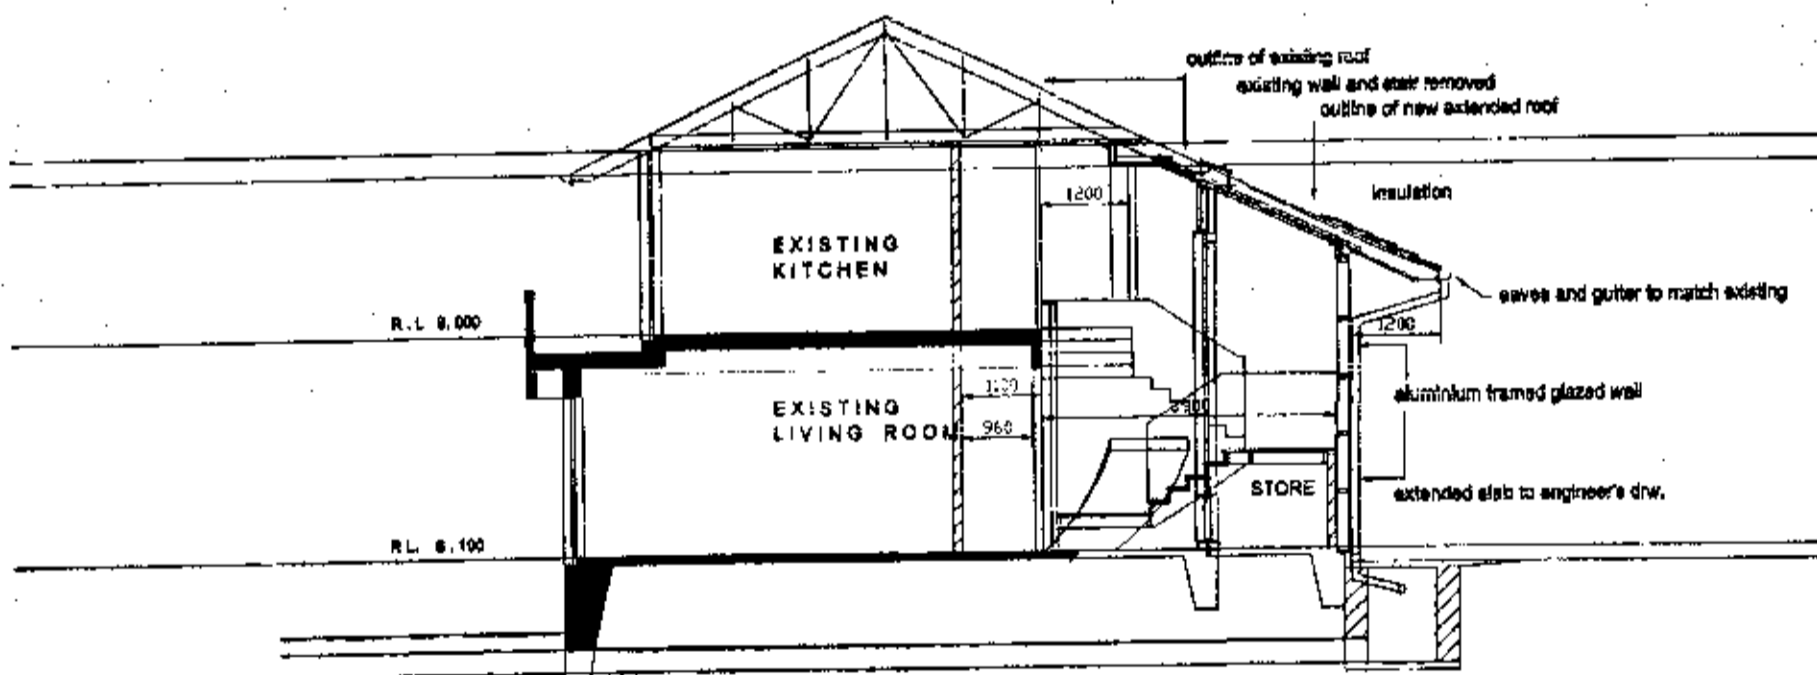 outline of existing roof
existing wall and stair removed
outline of new extended roof
insulation
1200
EXISTING
KITCHEN
eaves and gutter to match existing
R.L 9.000
1200
aluminium framed glazed wall
EXISTING
LIVING ROOM
960
STORE
extended slab to engineer's drw.
RL. 6.100